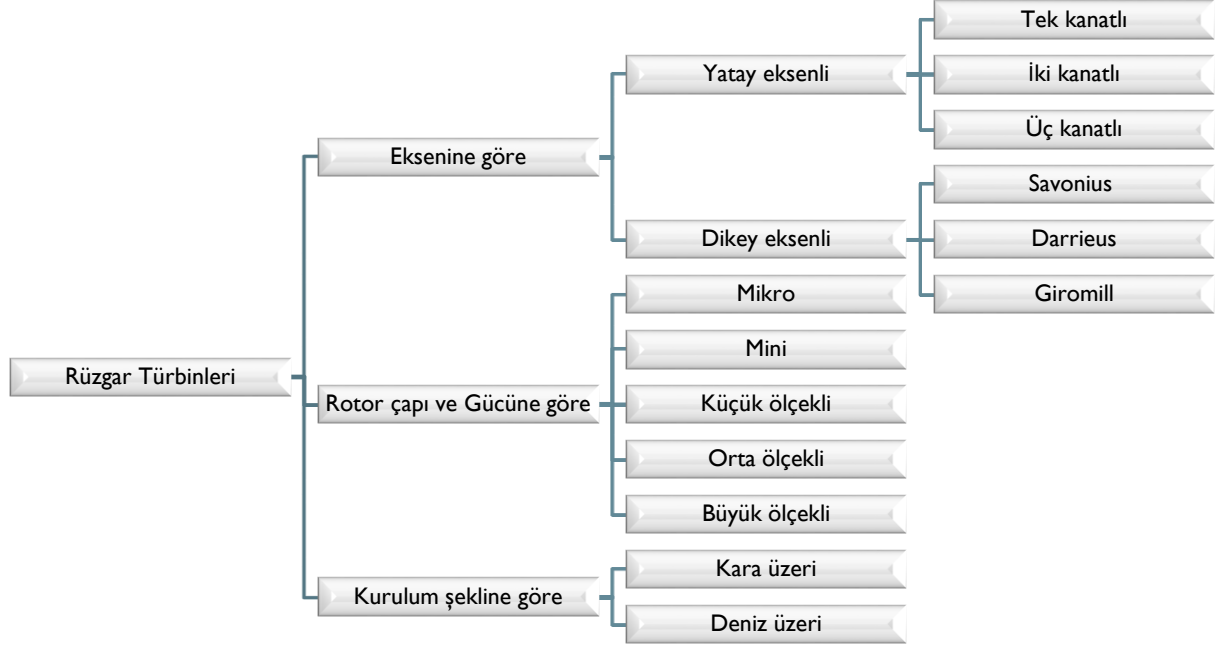 Rüzgar Türbinleri
Eksenine göre
Yatay eksenli
Tek kanatlı
İki kanatlı
Üç kanatlı
Dikey eksenli
Savonius
Darrieus
Giromill
Rotor çapı ve Gücüne göre
Mikro
Mini
Küçük ölçekli
Orta ölçekli
Büyük ölçekli
Kurulum şekline göre
Kara üzeri
Deniz üzeri